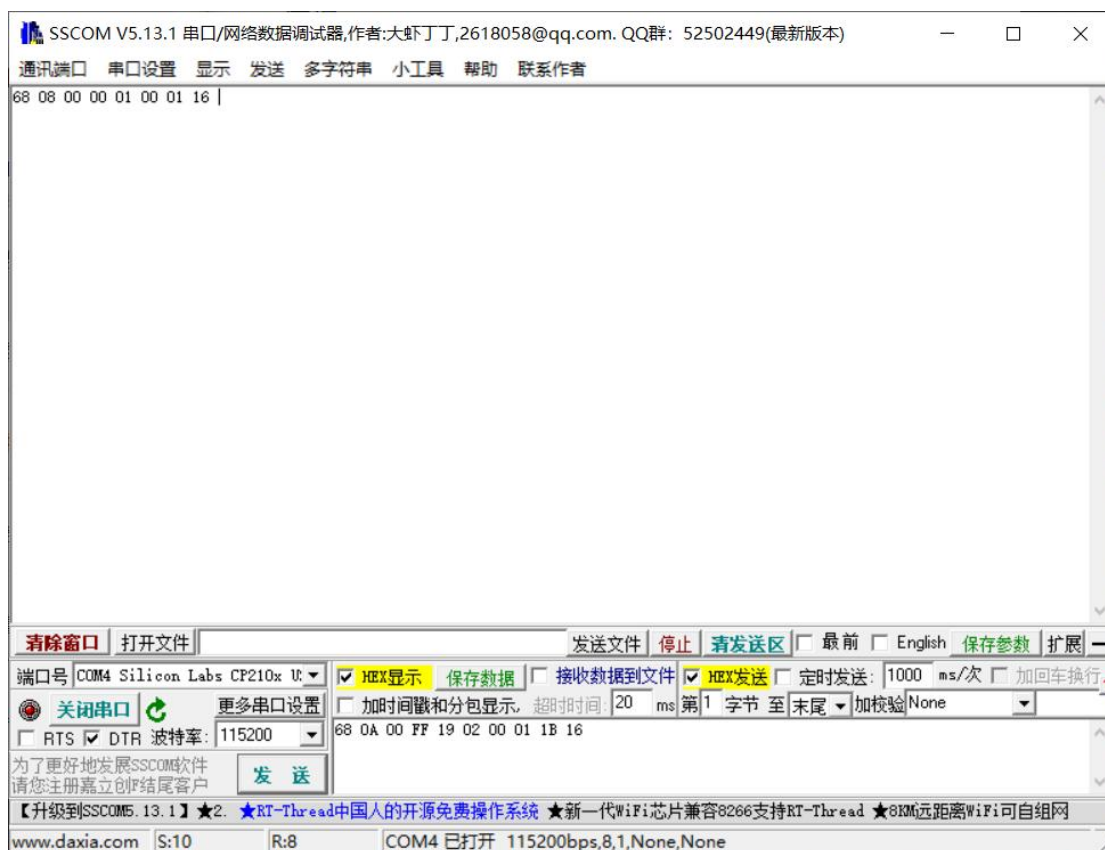 SSCOM V5.13.1 串口/网络数据调试器,作者:大虾丁丁,2618058@qq.com. QQ群: 52502449(最新版本)
通讯端口 串口设置 显示 发送 多字符串 小工具 帮助 联系作者
68 08 00 00 01 00 01 16
清除窗口 打开文件 发送文件 停止 清发送区 最前 English 保存参数 扩展
端口号 COM4 Silicon Labs CP210x HEX显示 保存数据 接收数据到文件 HEX发送 定时发送: 1000 ms/次 加回车换行
关闭串口 更多串口设置 加时间戳和分包显示, 超时时间: 20 ms 第 1 字节 至 末尾 加校验 None
RTS DTR 波特率: 115200 68 0A 00 FF 19 02 00 01 1B 16
为了更好地发展SSCOM软件
请您注册嘉立创F结尾客户
发 送
【升级到SSCOM5.13.1】★2. ★RT-Thread中国人的开源免费操作系统 ★新一代WiFi芯片兼容8266支持RT-Thread ★8KM远距离WiFi可自组网
www.daxia.com S:10 R:8 COM4 已打开 115200bps,8,1,None,None